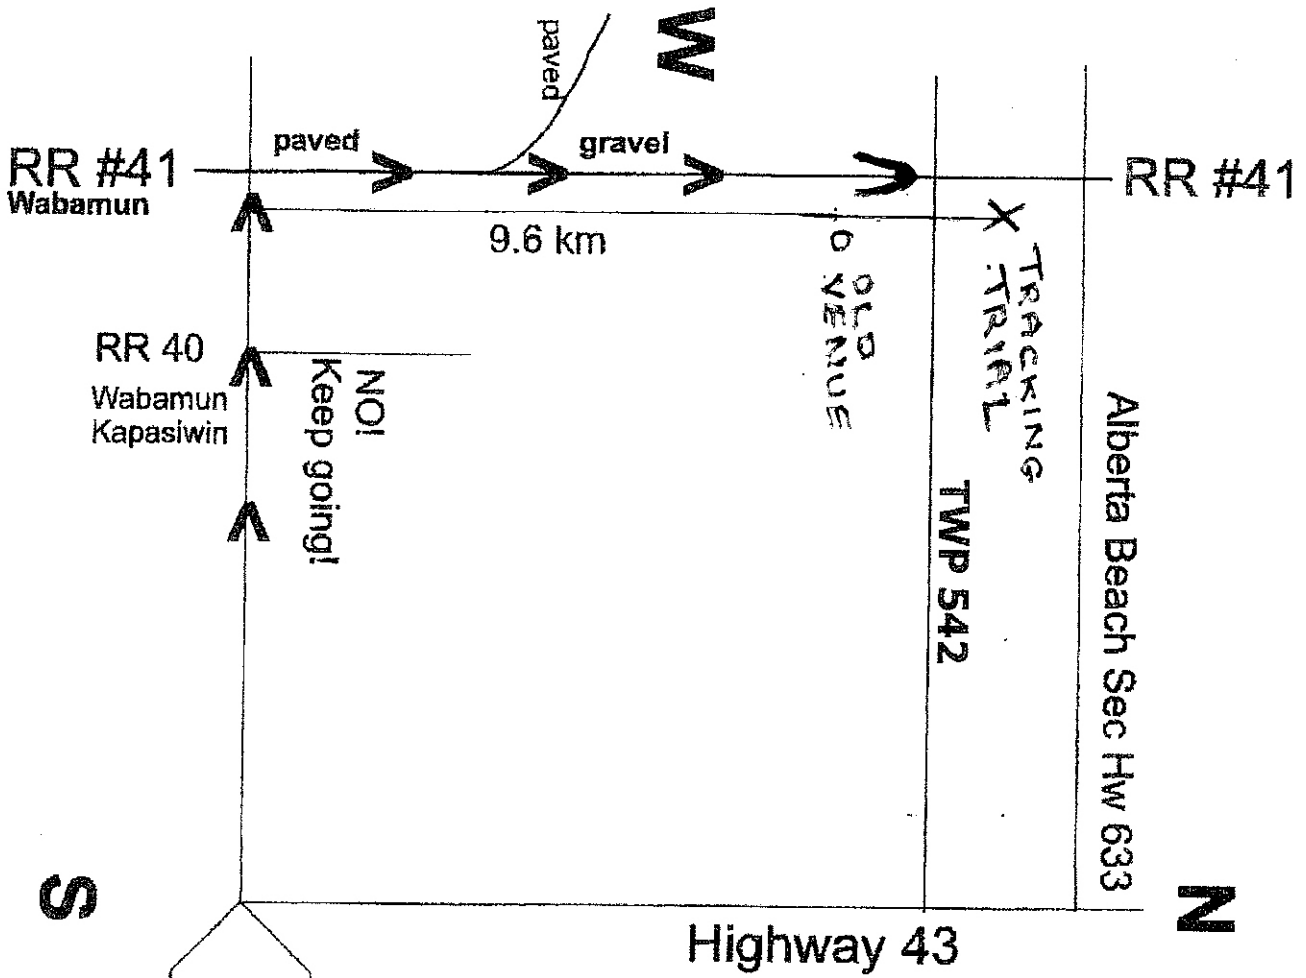 W
paved
paved
gravel
RR #41
Wabamun
RR #41
9.6 km
OLD
VENUE
TRACKING
TRIAL
RR 40
Wabamun
Kapasiwin
NO!
Keep going!
TWP 542
Alberta Beach Sec Hw 633
S
N
Highway 43